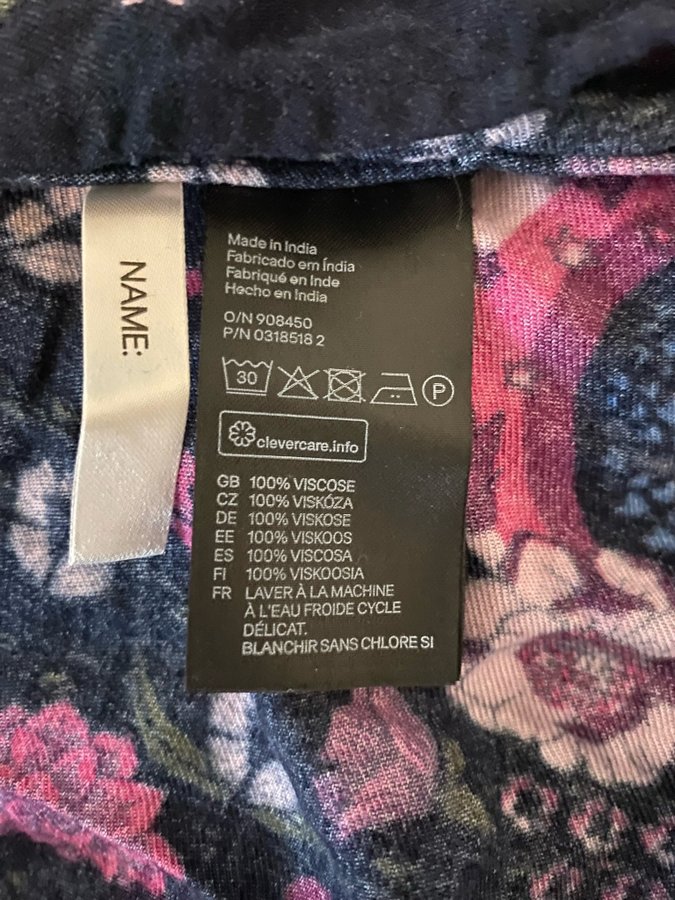 NAME:
Made in India
Fabricado em Índia
Fabriqué en Inde
Hecho en India
O/N 908450
P/N 0318518 2
30
P
clevercare.info
GB 100% VISCOSE
CZ 100% VISKÓZA
DE 100% VISKOSE
EE 100% VISKOOS
ES 100% VISCOSA
FI 100% VISKOOSIA
FR LAVER À LA MACHINE
À L'EAU FROIDE CYCLE
DÉLICAT.
BLANCHIR SANS CHLORE SI